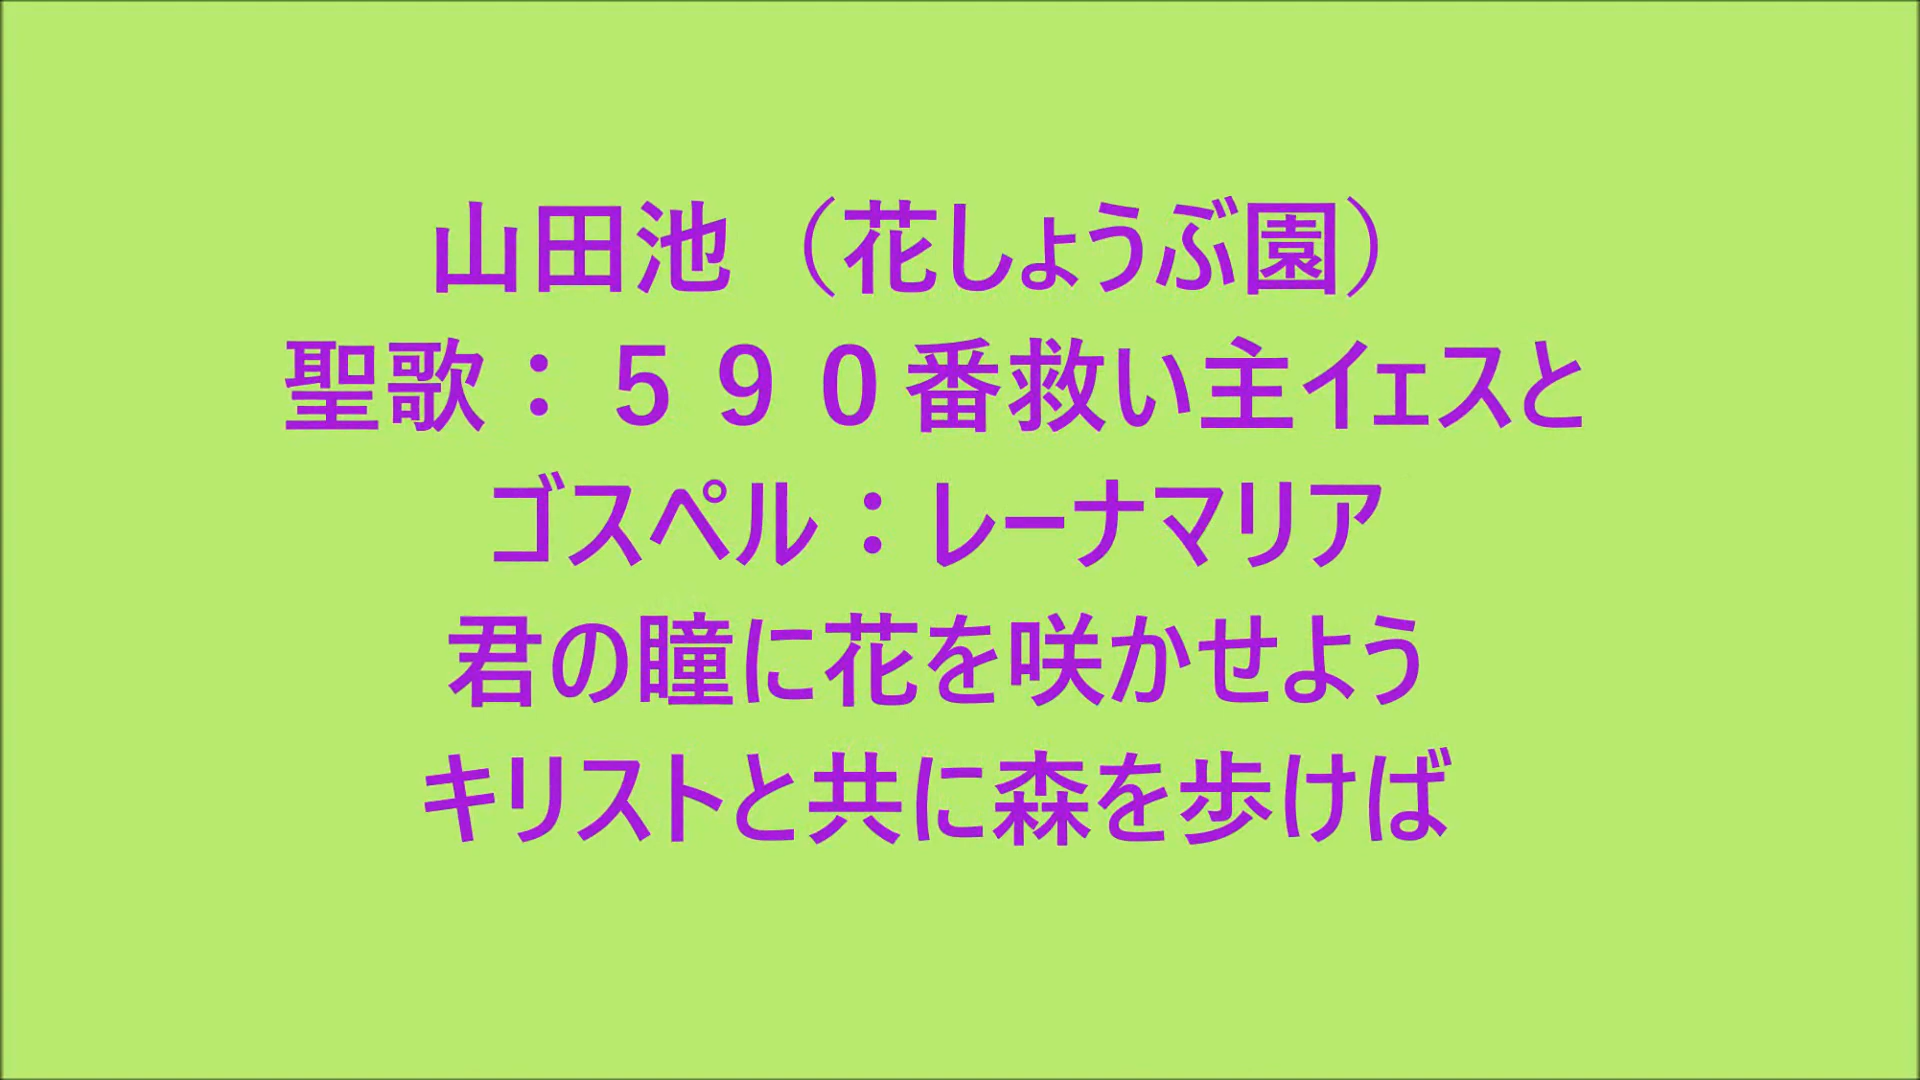 山田池（花しょうぶ園）
聖歌：５９０番救い主イェスと
ゴスペル：レーナマリア
君の瞳に花を咲かせよう
キリストと共に森を歩けば